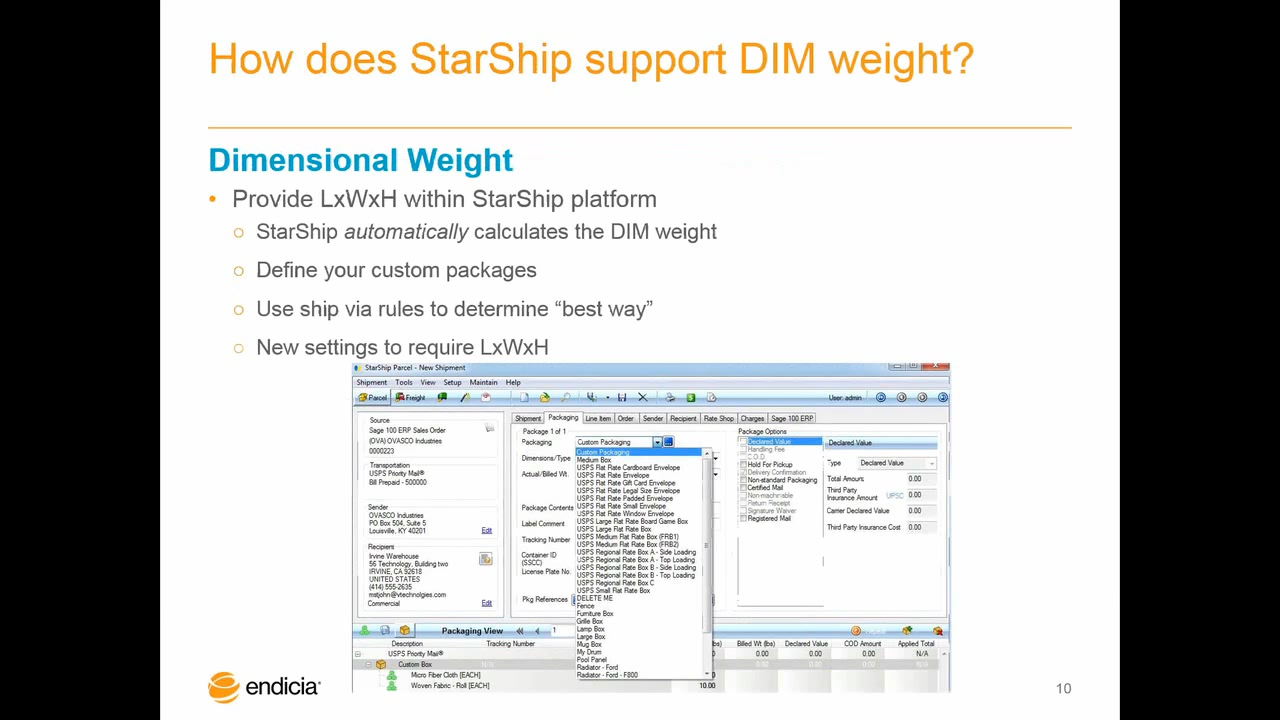 How does StarShip support DIM weight?
Dimensional Weight
• Provide LxWxH within StarShip platform
○ StarShip automatically calculates the DIM weight
○ Define your custom packages
○ Use ship via rules to determine “best way”
○ New settings to require LxWxH
StarShip Parcel - New Shipment
Shipment Tools View Setup Maintain Help
Parcel Freight User: admin
Source
Sage 100 ERP Sales Order
(OVA) OVASCO Industries
0000223
Transportation
USPS Priority Mail®
Bill Prepaid - 500000
Sender
OVASCO Industries
PO Box 504, Suite 5
Louisville, KY 40201
Edit
Recipients
Irvine Warehouse
56 Technology, Building two
IRVINE, CA 92618
UNITED STATES
(414) 555-2635
mstjohn@vtechnolgies.com
Commercial
Edit
Shipment Packaging Line Item Order Sender Recipient Rate Shop Charges Sage 100 ERP
Package 1 of 1
Packaging Custom Packaging
Dimensions/Type
Actual/Billed Wt.
Package Contents
Label Comment
Tracking Number
Container ID
(SSCC)
License Plate No.
Pkg References
Custom Packaging
Medium Box
USPS Flat Rate Cardboard Envelope
USPS Flat Rate Envelope
USPS Flat Rate Gift Card Envelope
USPS Flat Rate Legal Size Envelope
USPS Flat Rate Padded Envelope
USPS Flat Rate Small Envelope
USPS Flat Rate Window Envelope
USPS Large Flat Rate Board Game Box
USPS Large Flat Rate Box
USPS Medium Flat Rate Box (FRB1)
USPS Medium Flat Rate Box (FRB2)
USPS Regional Rate Box A - Side Loading
USPS Regional Rate Box A - Top Loading
USPS Regional Rate Box B - Side Loading
USPS Regional Rate Box B - Top Loading
USPS Regional Rate Box C
USPS Small Flat Rate Box
DELETE ME
Fence
Furniture Box
Grille Box
Lamp Box
Large Box
Mug Box
My Drum
Pool Panel
Radiator - Ford
Radiator - Ford - F800
Package Options
Declared Value
Handling Fee
C.O.D.
Hold For Pickup
Delivery Confirmation
Non-standard Packaging
Certified Mail
Non-machinable
Return Receipt
Signature Waiver
Registered Mail
Declared Value
Type Declared Value
Total Amount 0.00
Third Party
Insurance Amount UPSC 0.00
Carrier Declared Value 0.00
Third Party Insurance Cost 0.00
Packaging View 1
Description Tracking Number (lbs) Billed Wt (lbs) Declared Value COD Amount Applied Total
USPS Priority Mail® 0.00 0.00 0.00 N/A
Custom Box N/A 0.00 0.00 0.00 N/A
Micro Fiber Cloth [EACH]
Woven Fabric - Roll [EACH] 10.00
endicia®
10